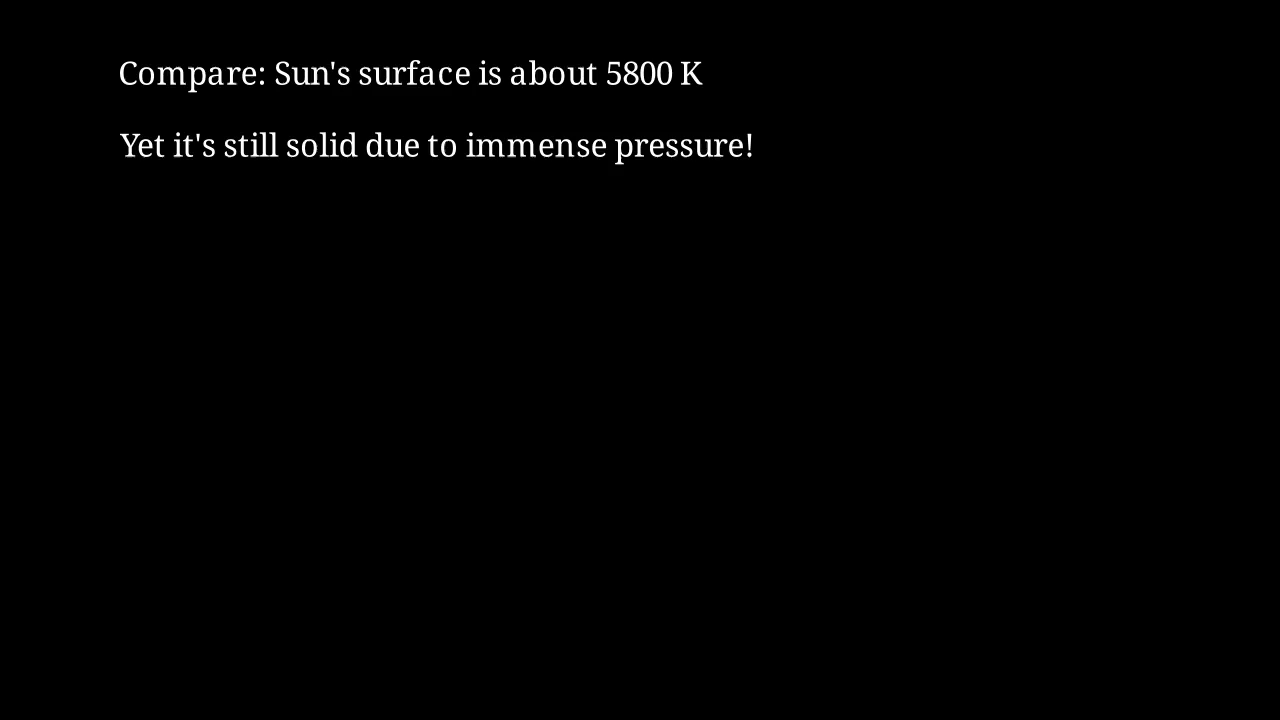 Compare: Sun's surface is about 5800 K
Yet it's still solid due to immense pressure!